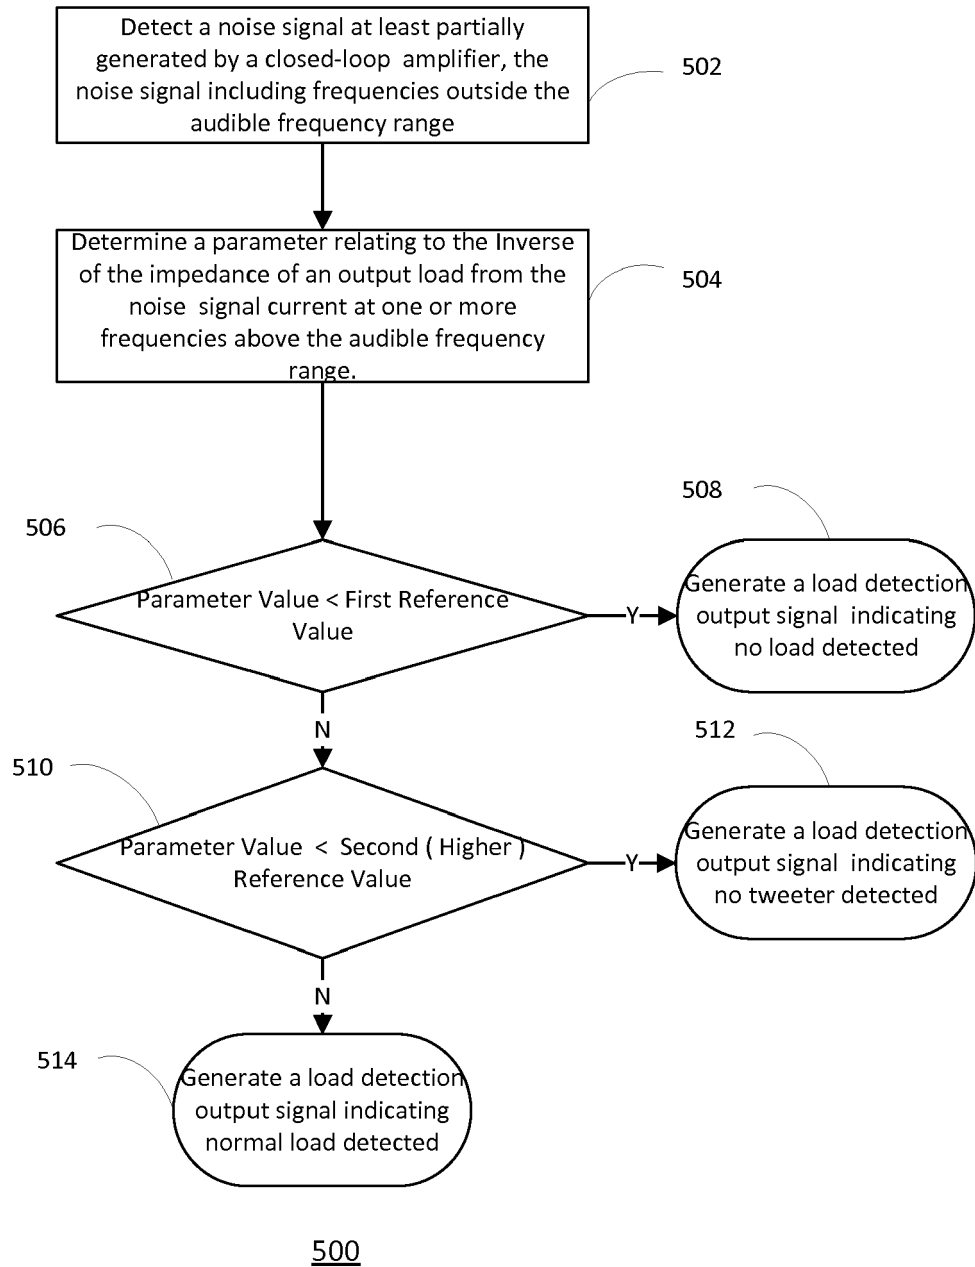 Detect a noise signal at least partially
generated by a closed-loop amplifier, the
noise signal including frequencies outside the
audible frequency range
502
Determine a parameter relating to the Inverse
of the impedance of an output load from the
noise signal current at one or more
frequencies above the audible frequency
range.
504
506
Parameter Value < First Reference
Value
Y
508
Generate a load detection
output signal indicating
no load detected
N
510
Parameter Value < Second ( Higher )
Reference Value
Y
512
Generate a load detection
output signal indicating
no tweeter detected
N
514
Generate a load detection
output signal indicating
normal load detected
500